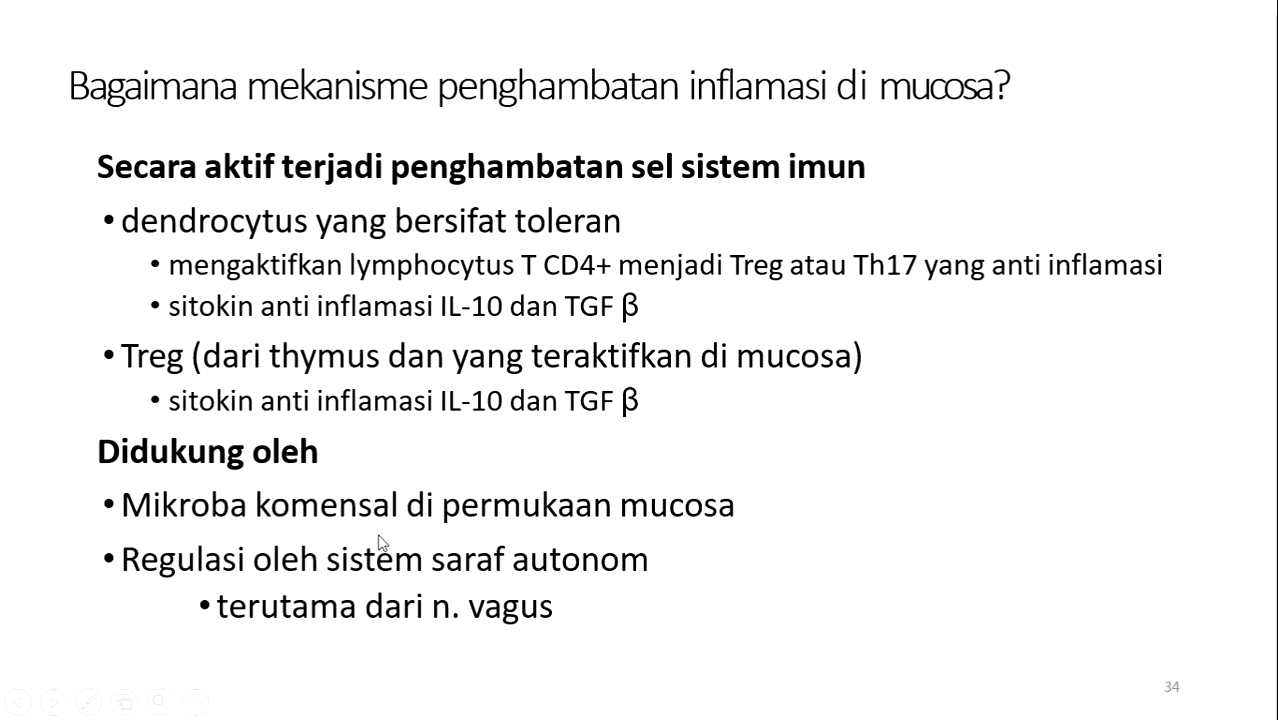 Bagaimana mekanisme penghambatan inflamasi di mucosa?
Secara aktif terjadi penghambatan sel sistem imun
• dendrocytus yang bersifat toleran
• mengaktifkan lymphocytus T CD4+ menjadi Treg atau Th17 yang anti inflamasi
• sitokin anti inflamasi IL-10 dan TGF β
• Treg (dari thymus dan yang teraktifkan di mucosa)
• sitokin anti inflamasi IL-10 dan TGF β
Didukung oleh
• Mikroba komensal di permukaan mucosa
• Regulasi oleh sistem saraf autonom
• terutama dari n. vagus
34